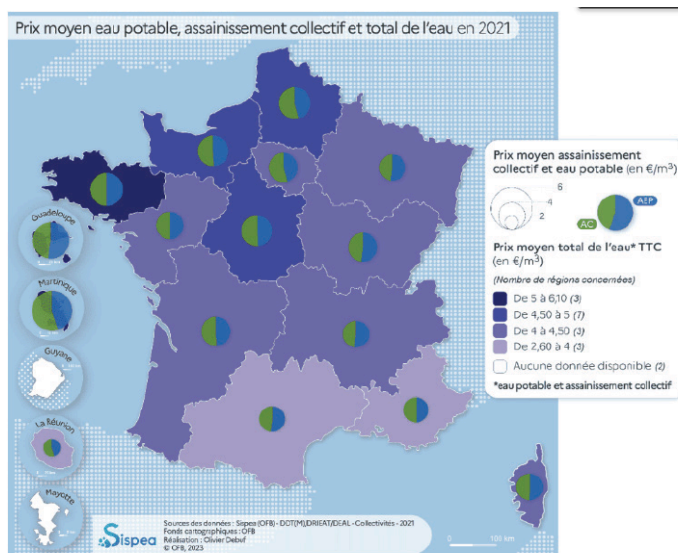 Prix moyen eau potable, assainissement collectif et total de l'eau en 2021
Guadeloupe
Martinique
Guyane
La Réunion
Mayotte
Prix moyen assainissement
collectif et eau potable (en €/m³)
6
4
2
AEP
AC
Prix moyen total de l'eau* TTC
(en €/m³)
(Nombre de régions concernées)
De 5 à 6,10 (3)
De 4,50 à 5 (7)
De 4 à 4,50 (3)
De 2,60 à 4 (3)
Aucune donnée disponible (2)
*eau potable et assainissement collectif
Sispea
Sources des données : Sispea (OFB) - DDT(M)/DRIEAT/DEAL - Collectivités - 2021
Fonds cartographiques : OFB
Réalisation : Olivier Debuf
© OFB, 2023
0 100 km